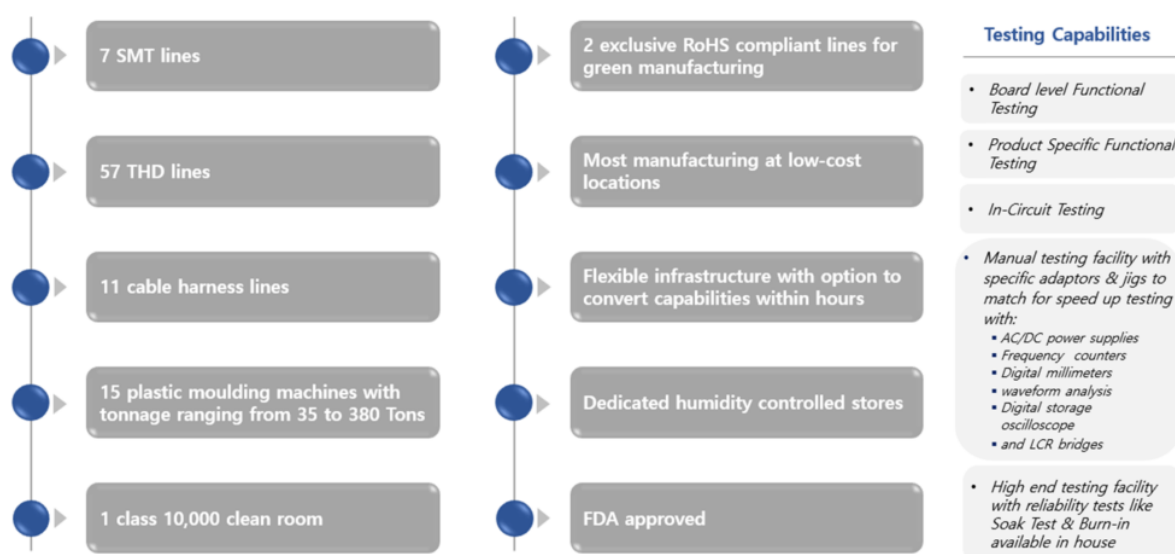 7 SMT lines
57 THD lines
11 cable harness lines
15 plastic moulding machines with
tonnage ranging from 35 to 380 Tons
1 class 10,000 clean room
2 exclusive RoHS compliant lines for
green manufacturing
Most manufacturing at low-cost
locations
Flexible infrastructure with option to
convert capabilities within hours
Dedicated humidity controlled stores
FDA approved
Testing Capabilities
• Board level Functional
Testing
• Product Specific Functional
Testing
• In-Circuit Testing
• Manual testing facility with
specific adaptors & jigs to
match for speed up testing
with:
▪ AC/DC power supplies
▪ Frequency counters
▪ Digital millimeters
▪ waveform analysis
▪ Digital storage
oscilloscope
▪ and LCR bridges
• High end testing facility
with reliability tests like
Soak Test & Burn-in
available in house